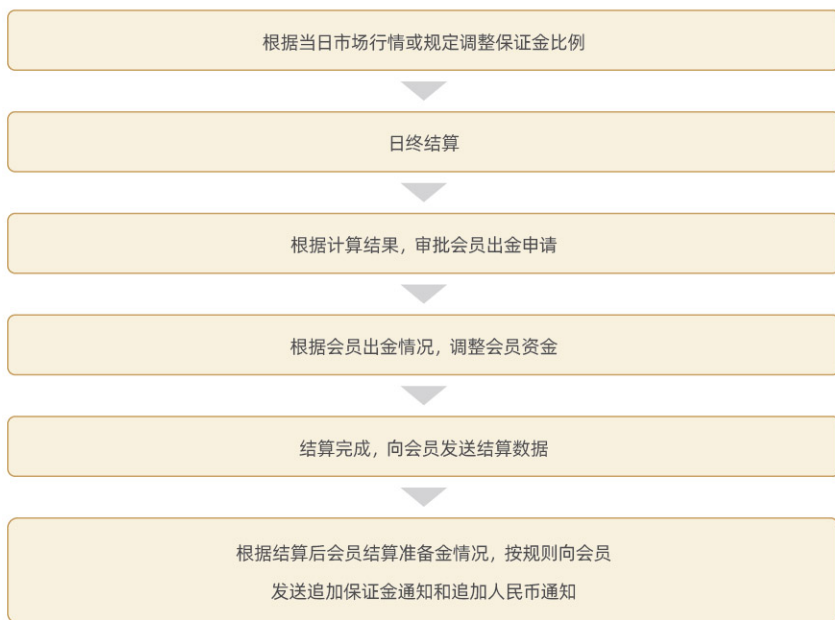 根据当日市场行情或规定调整保证金比例
日终结算
根据计算结果，审批会员出金申请
根据会员出金情况，调整会员资金
结算完成，向会员发送结算数据
根据结算后会员结算准备金情况，按规则向会员
发送追加保证金通知和追加人民币通知